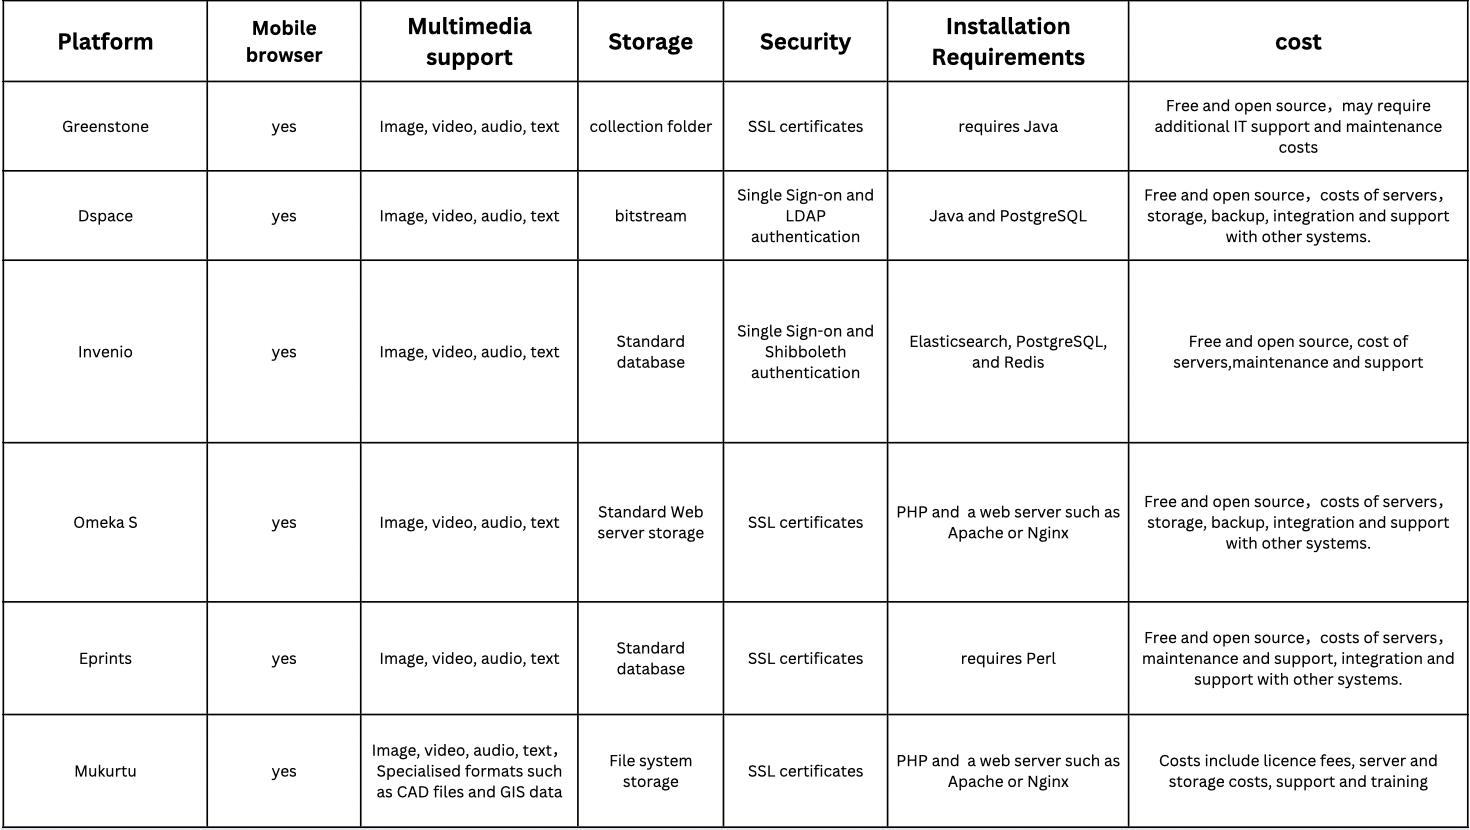 Platform
Mobile
browser
Multimedia
support
Storage
Security
Installation
Requirements
cost
Greenstone
yes
Image, video, audio, text
collection folder
SSL certificates
requires Java
Free and open source，may require
additional IT support and maintenance
costs
Dspace
yes
Image, video, audio, text
bitstream
Single Sign-on and
LDAP
authentication
Java and PostgreSQL
Free and open source，costs of servers，
storage, backup, integration and support
with other systems.
Invenio
yes
Image, video, audio, text
Standard
database
Single Sign-on and
Shibboleth
authentication
Elasticsearch, PostgreSQL,
and Redis
Free and open source, cost of
servers,maintenance and support
Omeka S
yes
Image, video, audio, text
Standard Web
server storage
SSL certificates
PHP and  a web server such as
Apache or Nginx
Free and open source，costs of servers，
storage, backup, integration and support
with other systems.
Eprints
yes
Image, video, audio, text
Standard
database
SSL certificates
requires Perl
Free and open source，costs of servers，
maintenance and support, integration and
support with other systems.
Mukurtu
yes
Image, video, audio, text，
Specialised formats such
as CAD files and GIS data
File system
storage
SSL certificates
PHP and  a web server such as
Apache or Nginx
Costs include licence fees, server and
storage costs, support and training